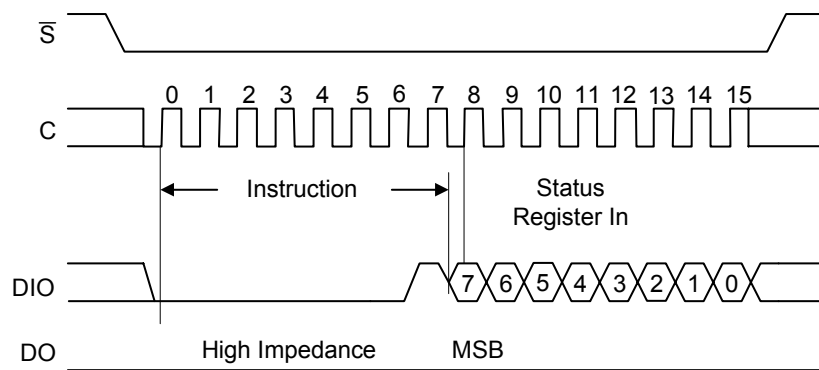 S
0 1 2 3 4 5 6 7 8 9 10 11 12 13 14 15
C
Instruction
Status
Register In
DIO
7 6 5 4 3 2 1 0
DO
High Impedance
MSB